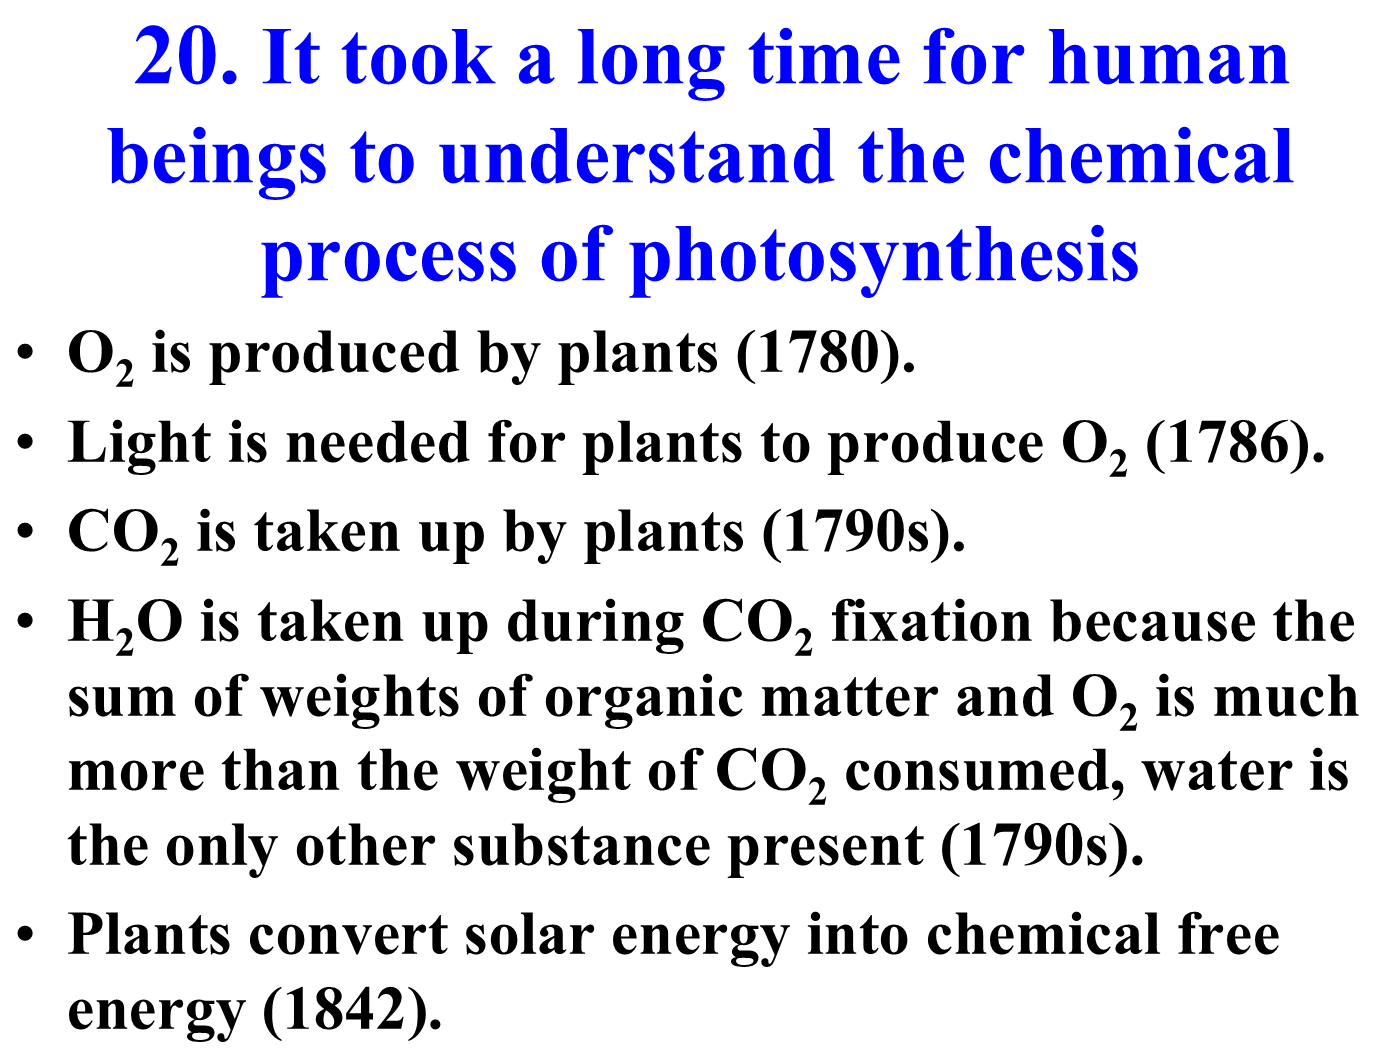 20. It took a long time for human
beings to understand the chemical
process of photosynthesis
• O₂ is produced by plants (1780).
• Light is needed for plants to produce O₂ (1786).
• CO₂ is taken up by plants (1790s).
• H₂O is taken up during CO₂ fixation because the
sum of weights of organic matter and O₂ is much
more than the weight of CO₂ consumed, water is
the only other substance present (1790s).
• Plants convert solar energy into chemical free
energy (1842).